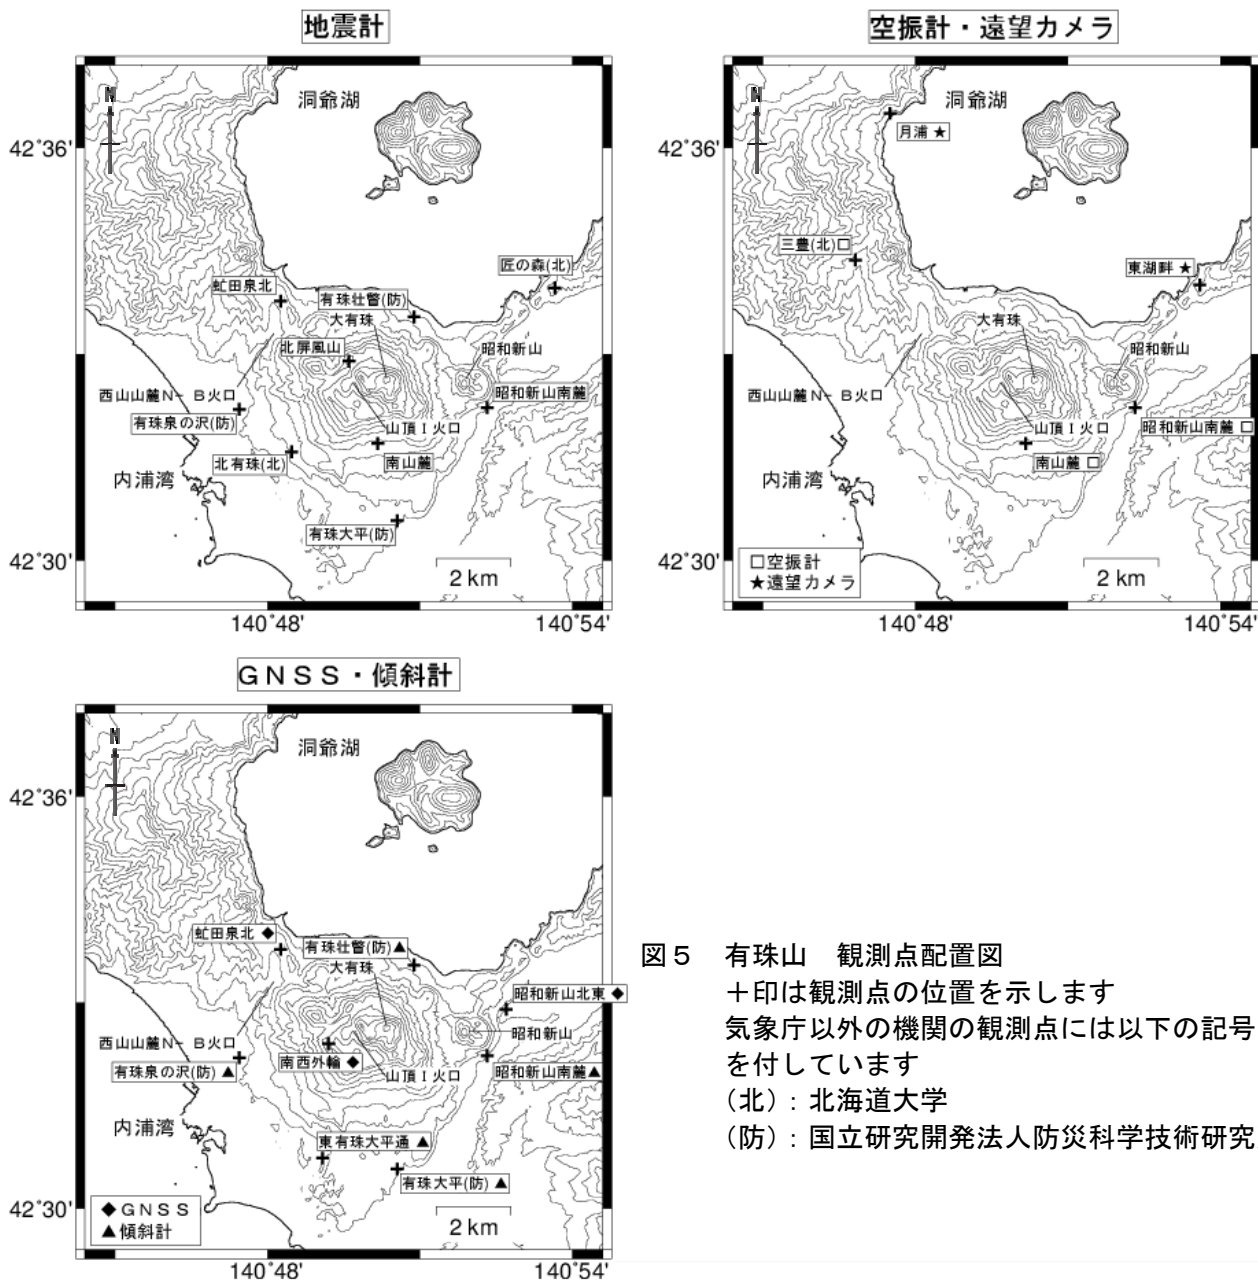 地震計
N
洞爺湖
42°36'
匠の森(北)
虻田泉北
有珠壮瞥(防)
大有珠
北屏風山
昭和新山
西山山麓N-B火口
昭和新山南麓
有珠泉の沢(防)
山頂I火口
北有珠(北)
南山麓
内浦湾
有珠大平(防)
42°30'
2 km
140°48'
140°54'
空振計・遠望カメラ
N
洞爺湖
月浦★
42°36'
三豊(北)□
東湖畔★
大有珠
昭和新山
西山山麓N-B火口
山頂I火口
昭和新山南麓□
南山麓□
内浦湾
42°30'
□空振計
★遠望カメラ
2 km
140°48'
140°54'
GNSS・傾斜計
N
洞爺湖
42°36'
虻田泉北◆
有珠壮瞥(防)▲
大有珠
昭和新山北東◆
昭和新山
西山山麓N-B火口
南西外輪◆
有珠泉の沢(防)▲
山頂I火口
昭和新山南麓▲
内浦湾
東有珠大平通▲
有珠大平(防)▲
42°30'
◆GNSS
▲傾斜計
2 km
140°48'
140°54'
図5 有珠山 観測点配置図
+印は観測点の位置を示します
気象庁以外の機関の観測点には以下の記号
を付しています
(北):北海道大学
(防):国立研究開発法人防災科学技術研究